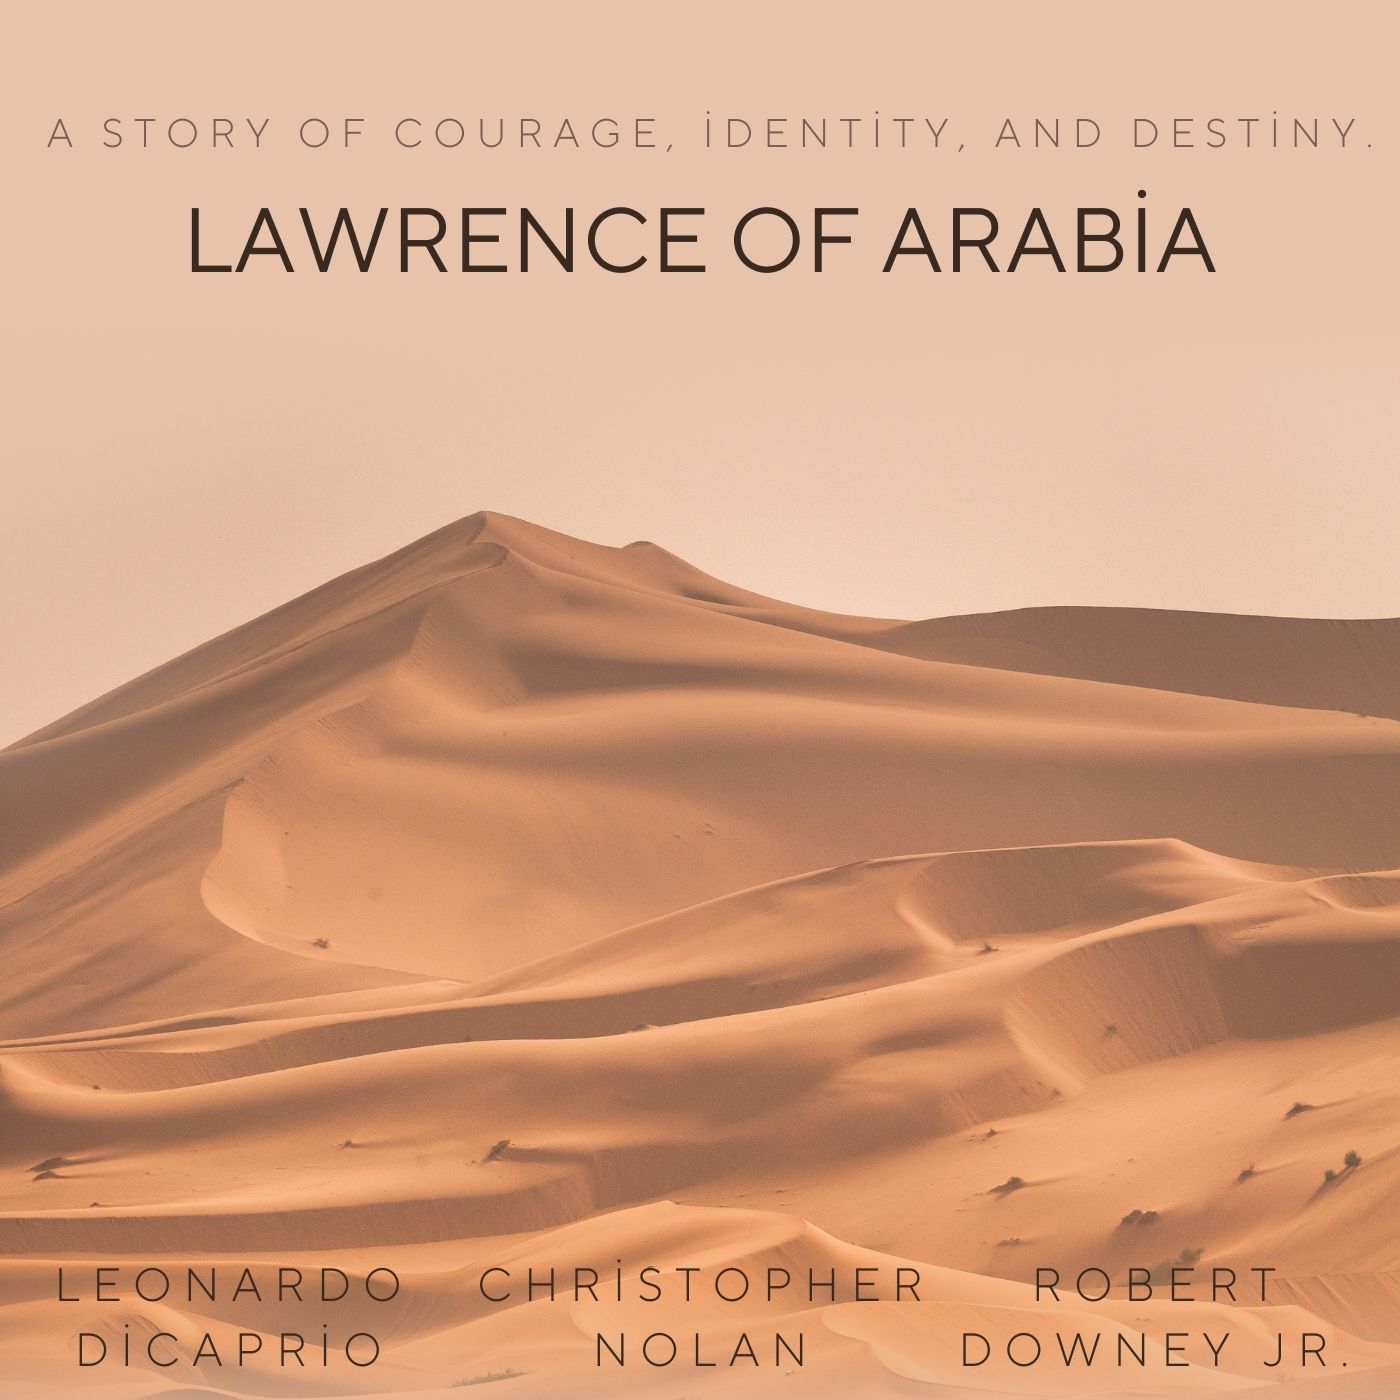 A STORY OF COURAGE, İDENTİTY, AND DESTİNY.
LAWRENCE OF ARABİA
LEONARDO DİCAPRİO
CHRİSTOPHER NOLAN
ROBERT DOWNEY JR.